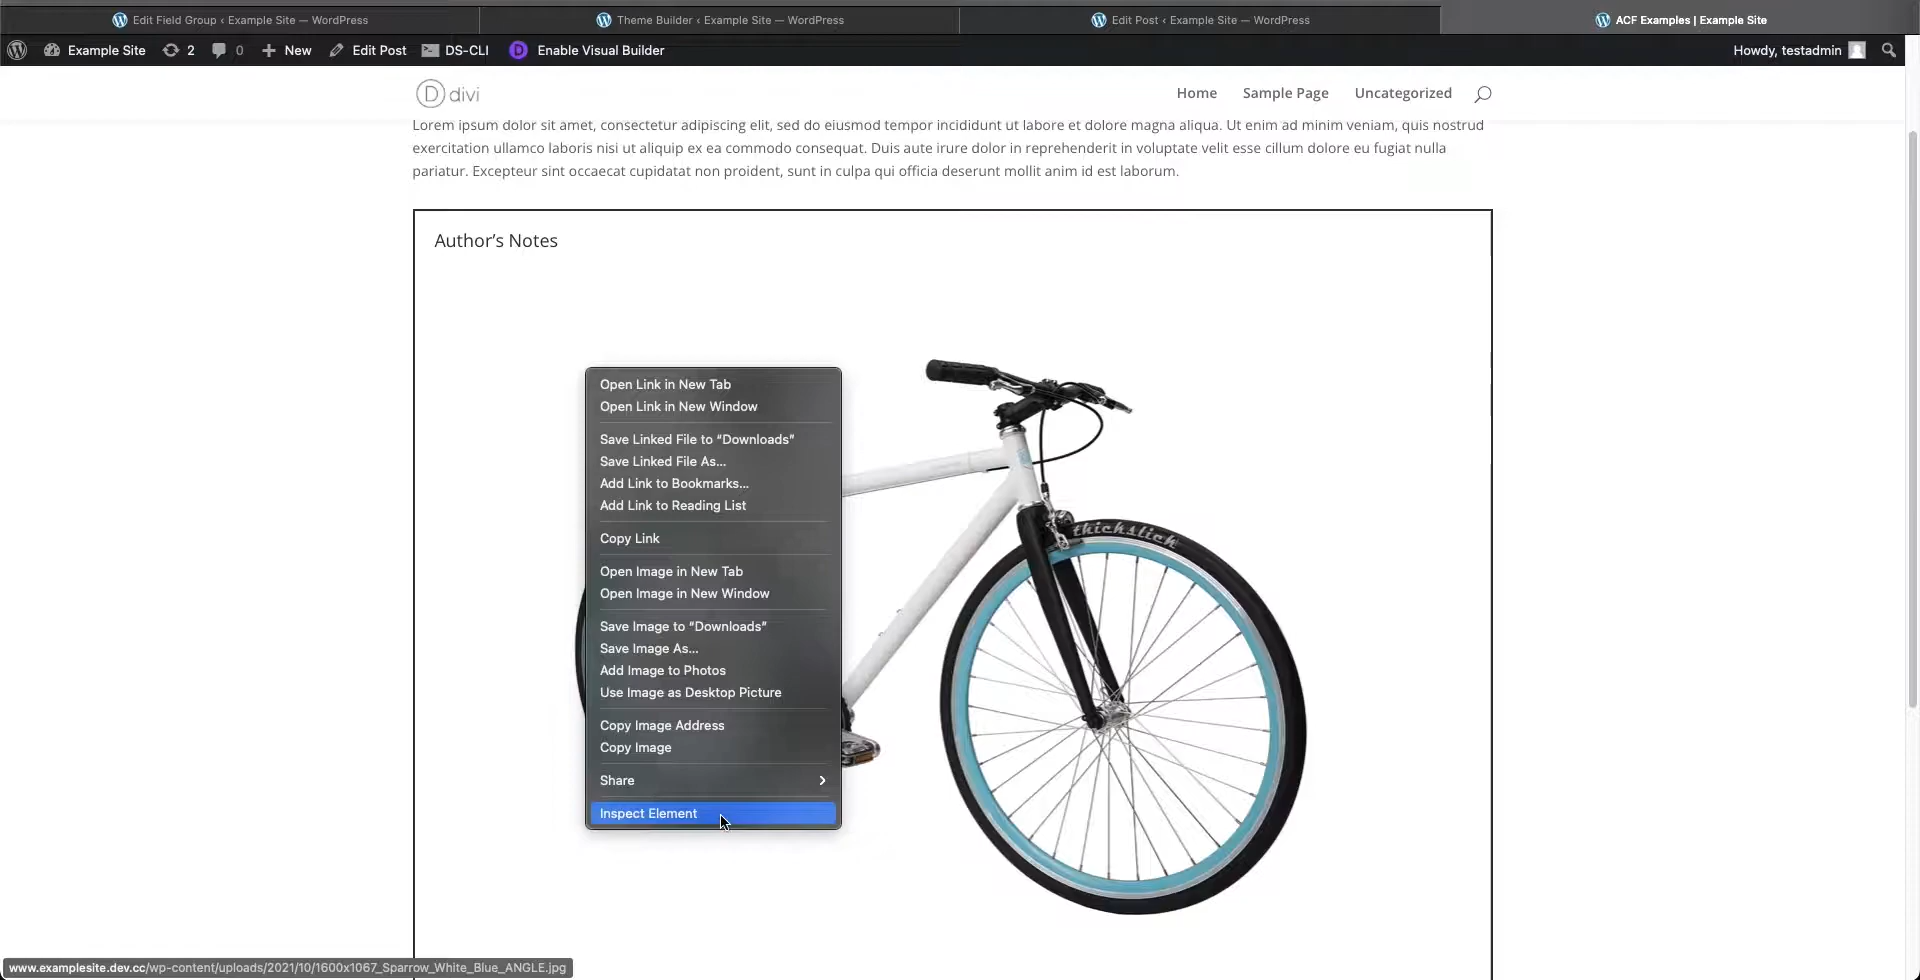 Edit Field Group ‹ Example Site — WordPress
Theme Builder ‹ Example Site — WordPress
Edit Post ‹ Example Site — WordPress
ACF Examples | Example Site
Example Site
2
0
New
Edit Post
DS-CLI
D
Enable Visual Builder
Howdy, testadmin
D divi
Home
Sample Page
Uncategorized
Lorem ipsum dolor sit amet, consectetur adipiscing elit, sed do eiusmod tempor incididunt ut labore et dolore magna aliqua. Ut enim ad minim veniam, quis nostrud
exercitation ullamco laboris nisi ut aliquip ex ea commodo consequat. Duis aute irure dolor in reprehenderit in voluptate velit esse cillum dolore eu fugiat nulla
pariatur. Excepteur sint occaecat cupidatat non proident, sunt in culpa qui officia deserunt mollit anim id est laborum.
Author’s Notes
Open Link in New Tab
Open Link in New Window
Save Linked File to “Downloads”
Save Linked File As...
Add Link to Bookmarks...
Add Link to Reading List
Copy Link
Open Image in New Tab
Open Image in New Window
Save Image to “Downloads”
Save Image As...
Add Image to Photos
Use Image as Desktop Picture
Copy Image Address
Copy Image
Share
Inspect Element
thickslick
www.examplesite.dev.cc/wp-content/uploads/2021/10/1600x1067_Sparrow_White_Blue_ANGLE.jpg